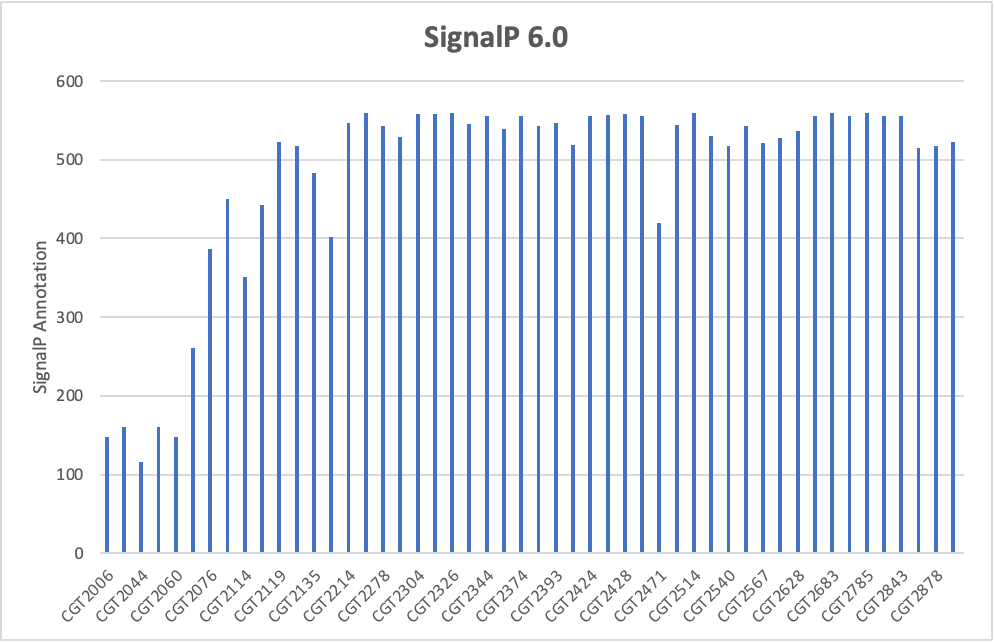 SignalP 6.0
SignalP Annotation
600
500
400
300
200
100
0
CGT2006
CGT2044
CGT2060
CGT2076
CGT2114
CGT2119
CGT2135
CGT2214
CGT2278
CGT2304
CGT2326
CGT2344
CGT2374
CGT2393
CGT2424
CGT2428
CGT2471
CGT2514
CGT2540
CGT2567
CGT2628
CGT2683
CGT2785
CGT2843
CGT2878